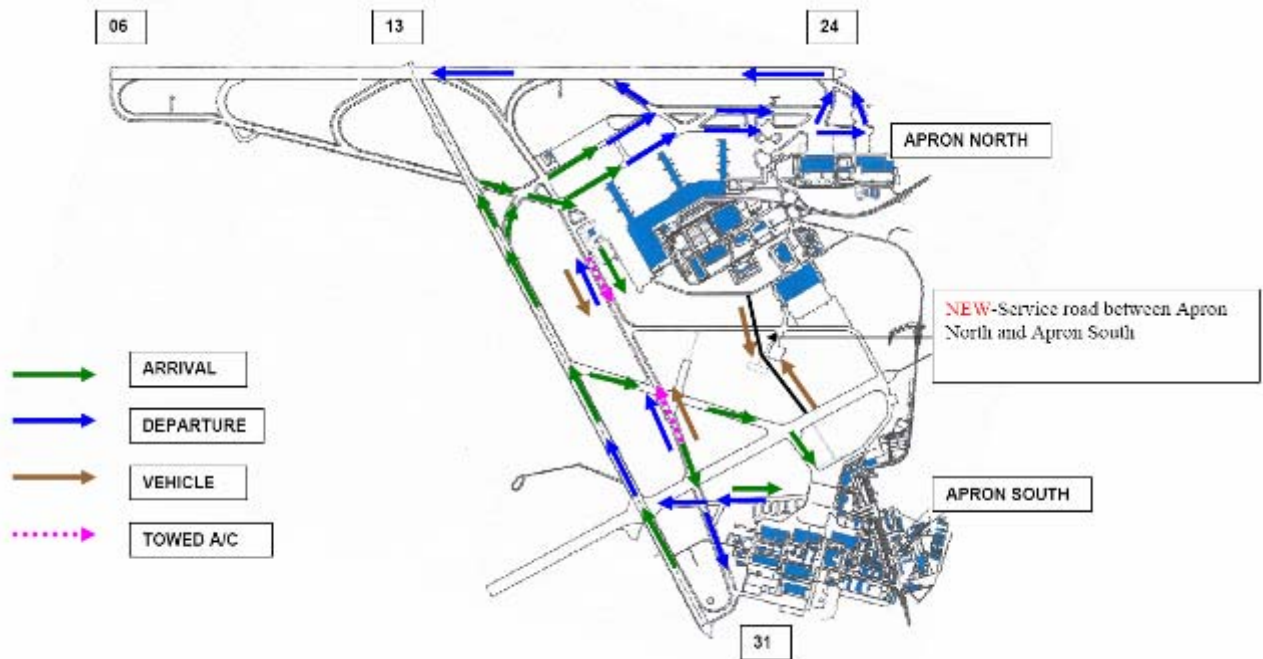 06
13
24
APRON NORTH
NEW-Service road between Apron
North and Apron South
ARRIVAL
DEPARTURE
VEHICLE
APRON SOUTH
TOWED A/C
31